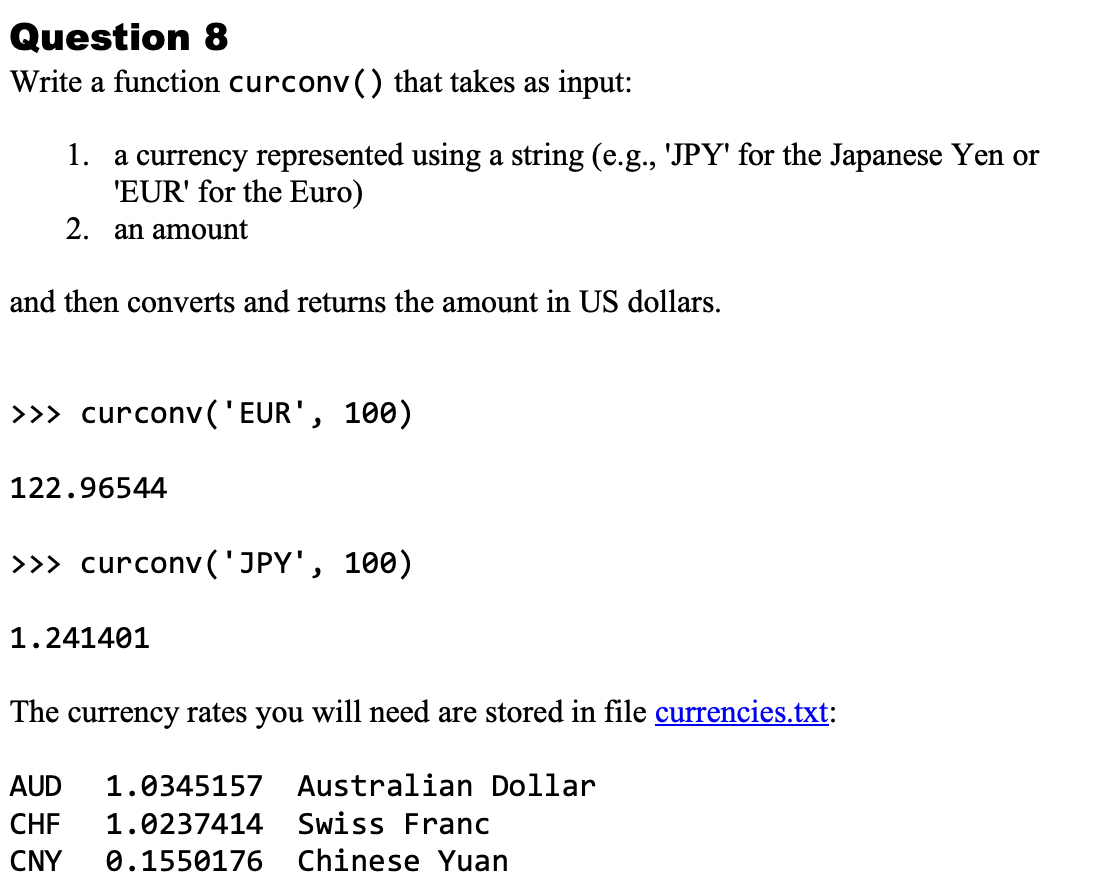 Question 8
Write a function curconv() that takes as input:
1. a currency represented using a string (e.g., 'JPY' for the Japanese Yen or
'EUR' for the Euro)
2. an amount
and then converts and returns the amount in US dollars.
>>> curconv('EUR', 100)
122.96544
>>> curconv('JPY', 100)
1.241401
The currency rates you will need are stored in file currencies.txt:
AUD 1.0345157 Australian Dollar
CHF 1.0237414 Swiss Franc
CNY 0.1550176 Chinese Yuan